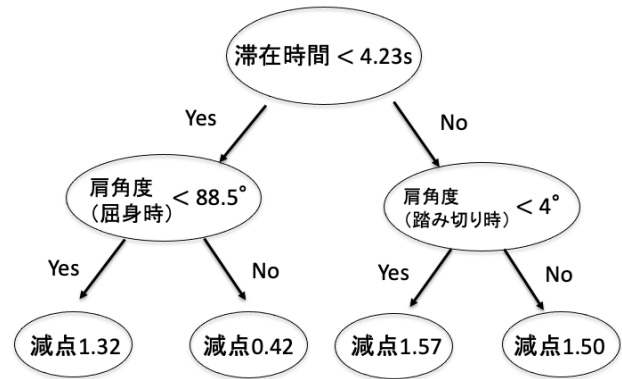 滞在時間 < 4.23s
Yes
No
肩角度
(屈身時) < 88.5°
肩角度
(踏み切り時) < 4°
Yes
No
Yes
No
減点1.32
減点0.42
減点1.57
減点1.50